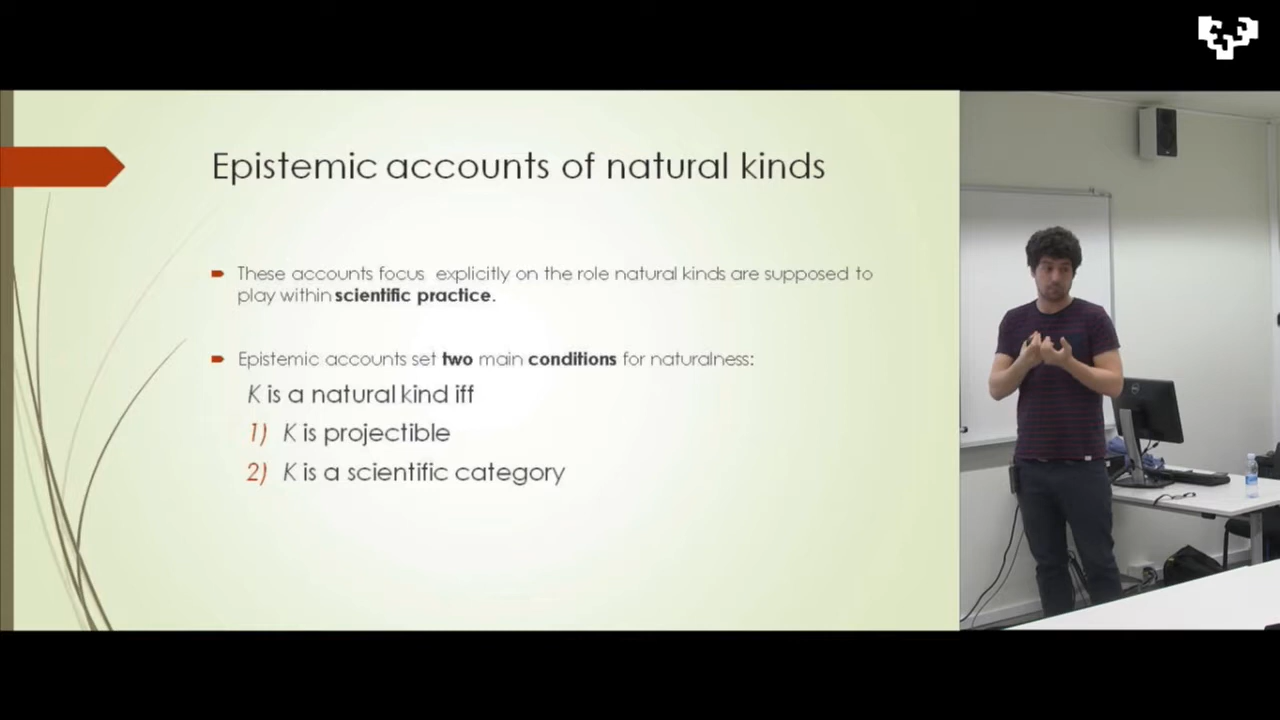 Epistemic accounts of natural kinds
These accounts focus explicitly on the role natural kinds are supposed to
play within scientific practice.
Epistemic accounts set two main conditions for naturalness:
K is a natural kind iff
1) K is projectible
2) K is a scientific category